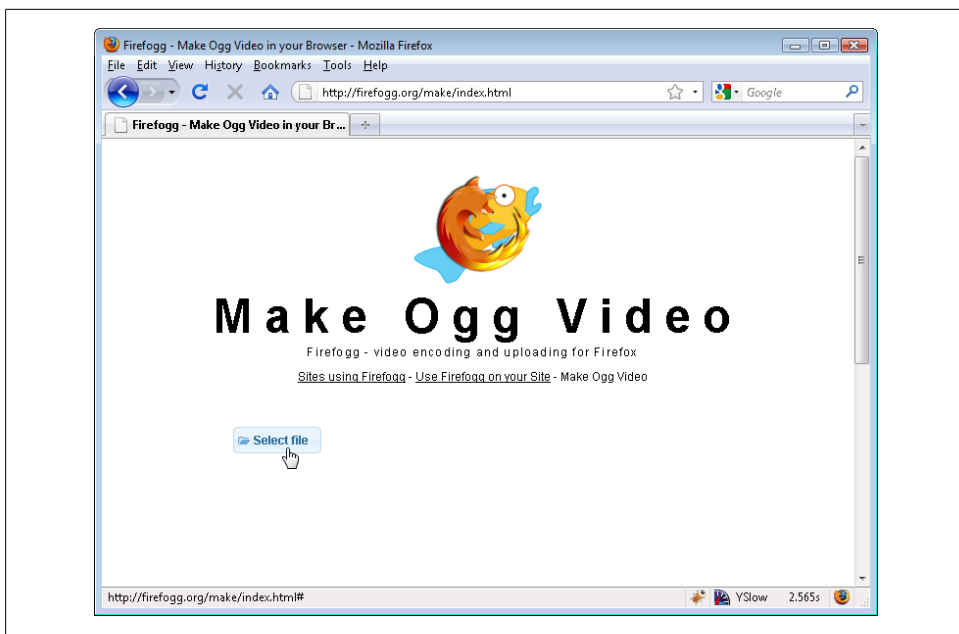 Firefogg - Make Ogg Video in your Browser - Mozilla Firefox
File Edit View History Bookmarks Tools Help
http://firefogg.org/make/index.html
Google
Firefogg - Make Ogg Video in your Br...
Make Ogg Video
Firefogg - video encoding and uploading for Firefox
Sites using Firefogg - Use Firefogg on your Site - Make Ogg Video
Select file
http://firefogg.org/make/index.html#
YSlow 2.565s